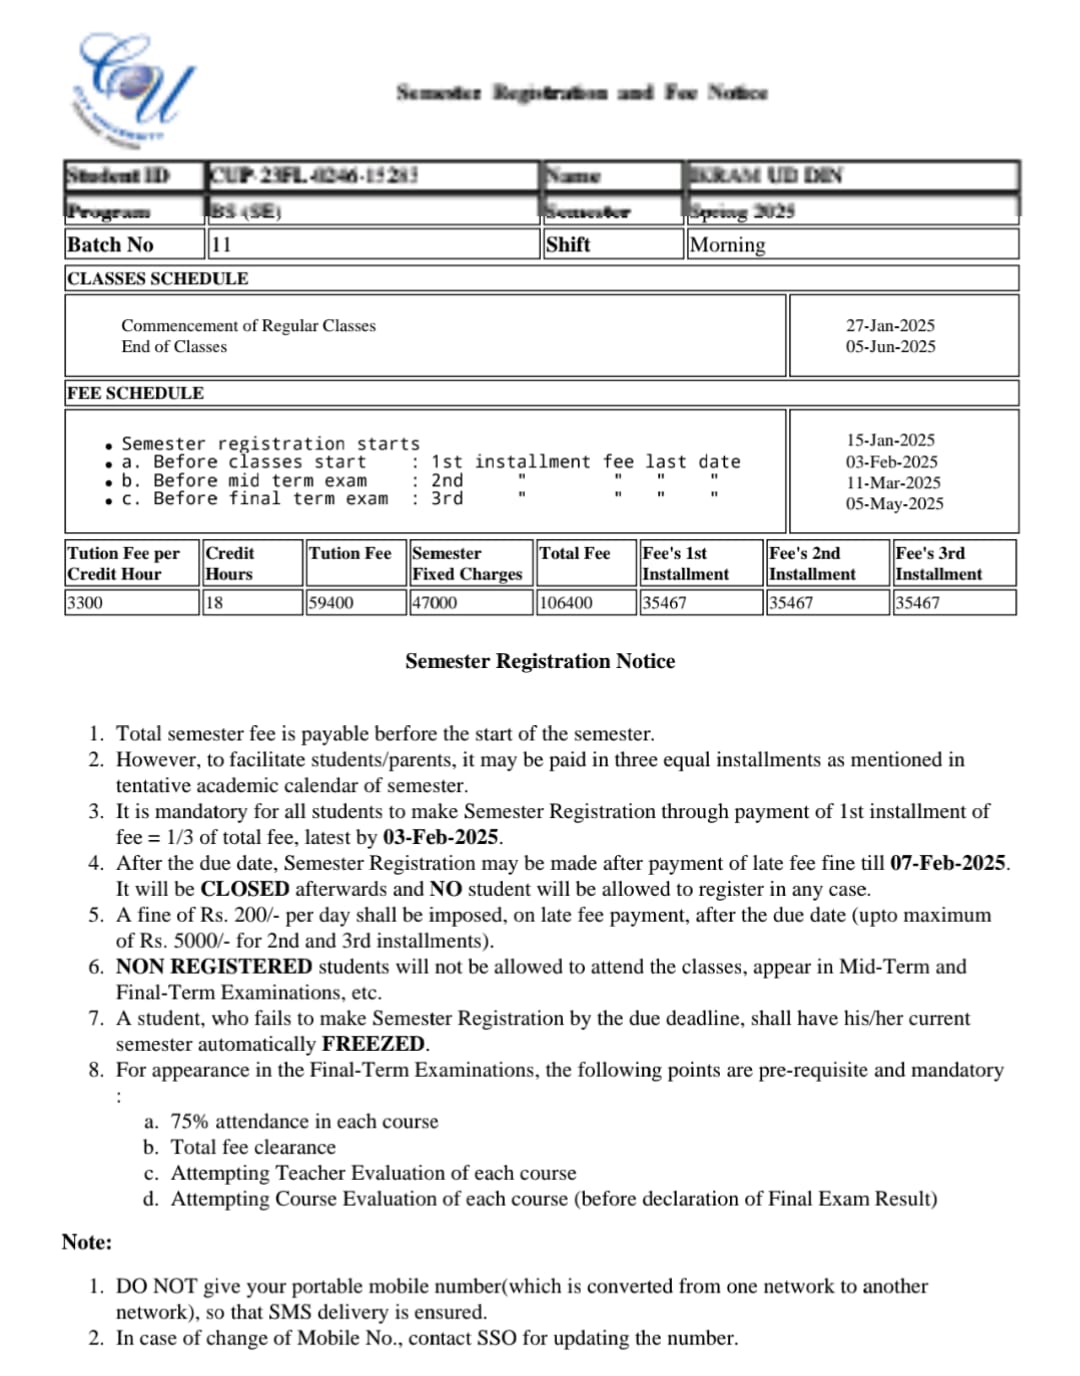 Semester Registration and Fee Notice
Student ID CUP-23FL-0246-15283 Name IKRAM UD DIN
Program BS (SE) Semester Spring 2025
Batch No 11 Shift Morning
CLASSES SCHEDULE
Commencement of Regular Classes 27-Jan-2025
End of Classes 05-Jun-2025
FEE SCHEDULE
• Semester registration starts 15-Jan-2025
• a. Before classes start : 1st installment fee last date 03-Feb-2025
• b. Before mid term exam : 2nd " " " " 11-Mar-2025
• c. Before final term exam : 3rd " " " " 05-May-2025
Tution Fee per Credit Hour Credit Hours Tution Fee Semester Fixed Charges Total Fee Fee's 1st Installment Fee's 2nd Installment Fee's 3rd Installment
3300 18 59400 47000 106400 35467 35467 35467
Semester Registration Notice
1. Total semester fee is payable berfore the start of the semester.
2. However, to facilitate students/parents, it may be paid in three equal installments as mentioned in
tentative academic calendar of semester.
3. It is mandatory for all students to make Semester Registration through payment of 1st installment of
fee = 1/3 of total fee, latest by 03-Feb-2025.
4. After the due date, Semester Registration may be made after payment of late fee fine till 07-Feb-2025.
It will be CLOSED afterwards and NO student will be allowed to register in any case.
5. A fine of Rs. 200/- per day shall be imposed, on late fee payment, after the due date (upto maximum
of Rs. 5000/- for 2nd and 3rd installments).
6. NON REGISTERED students will not be allowed to attend the classes, appear in Mid-Term and
Final-Term Examinations, etc.
7. A student, who fails to make Semester Registration by the due deadline, shall have his/her current
semester automatically FREEZED.
8. For appearance in the Final-Term Examinations, the following points are pre-requisite and mandatory
:
a. 75% attendance in each course
b. Total fee clearance
c. Attempting Teacher Evaluation of each course
d. Attempting Course Evaluation of each course (before declaration of Final Exam Result)
Note:
1. DO NOT give your portable mobile number(which is converted from one network to another
network), so that SMS delivery is ensured.
2. In case of change of Mobile No., contact SSO for updating the number.